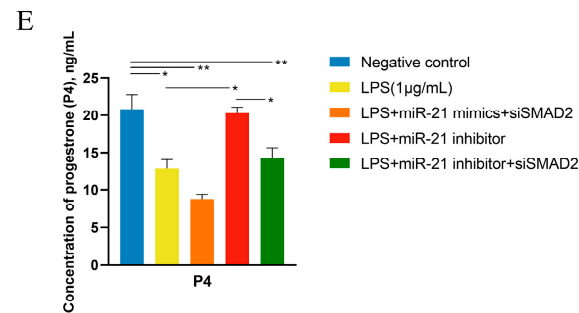 E
Concentration of progestrone (P4), ng/mL
25
20
15
10
5
0
**
**
*
*
*
P4
Negative control
LPS(1μg/mL)
LPS+miR-21 mimics+siSMAD2
LPS+miR-21 inhibitor
LPS+miR-21 inhibitor+siSMAD2